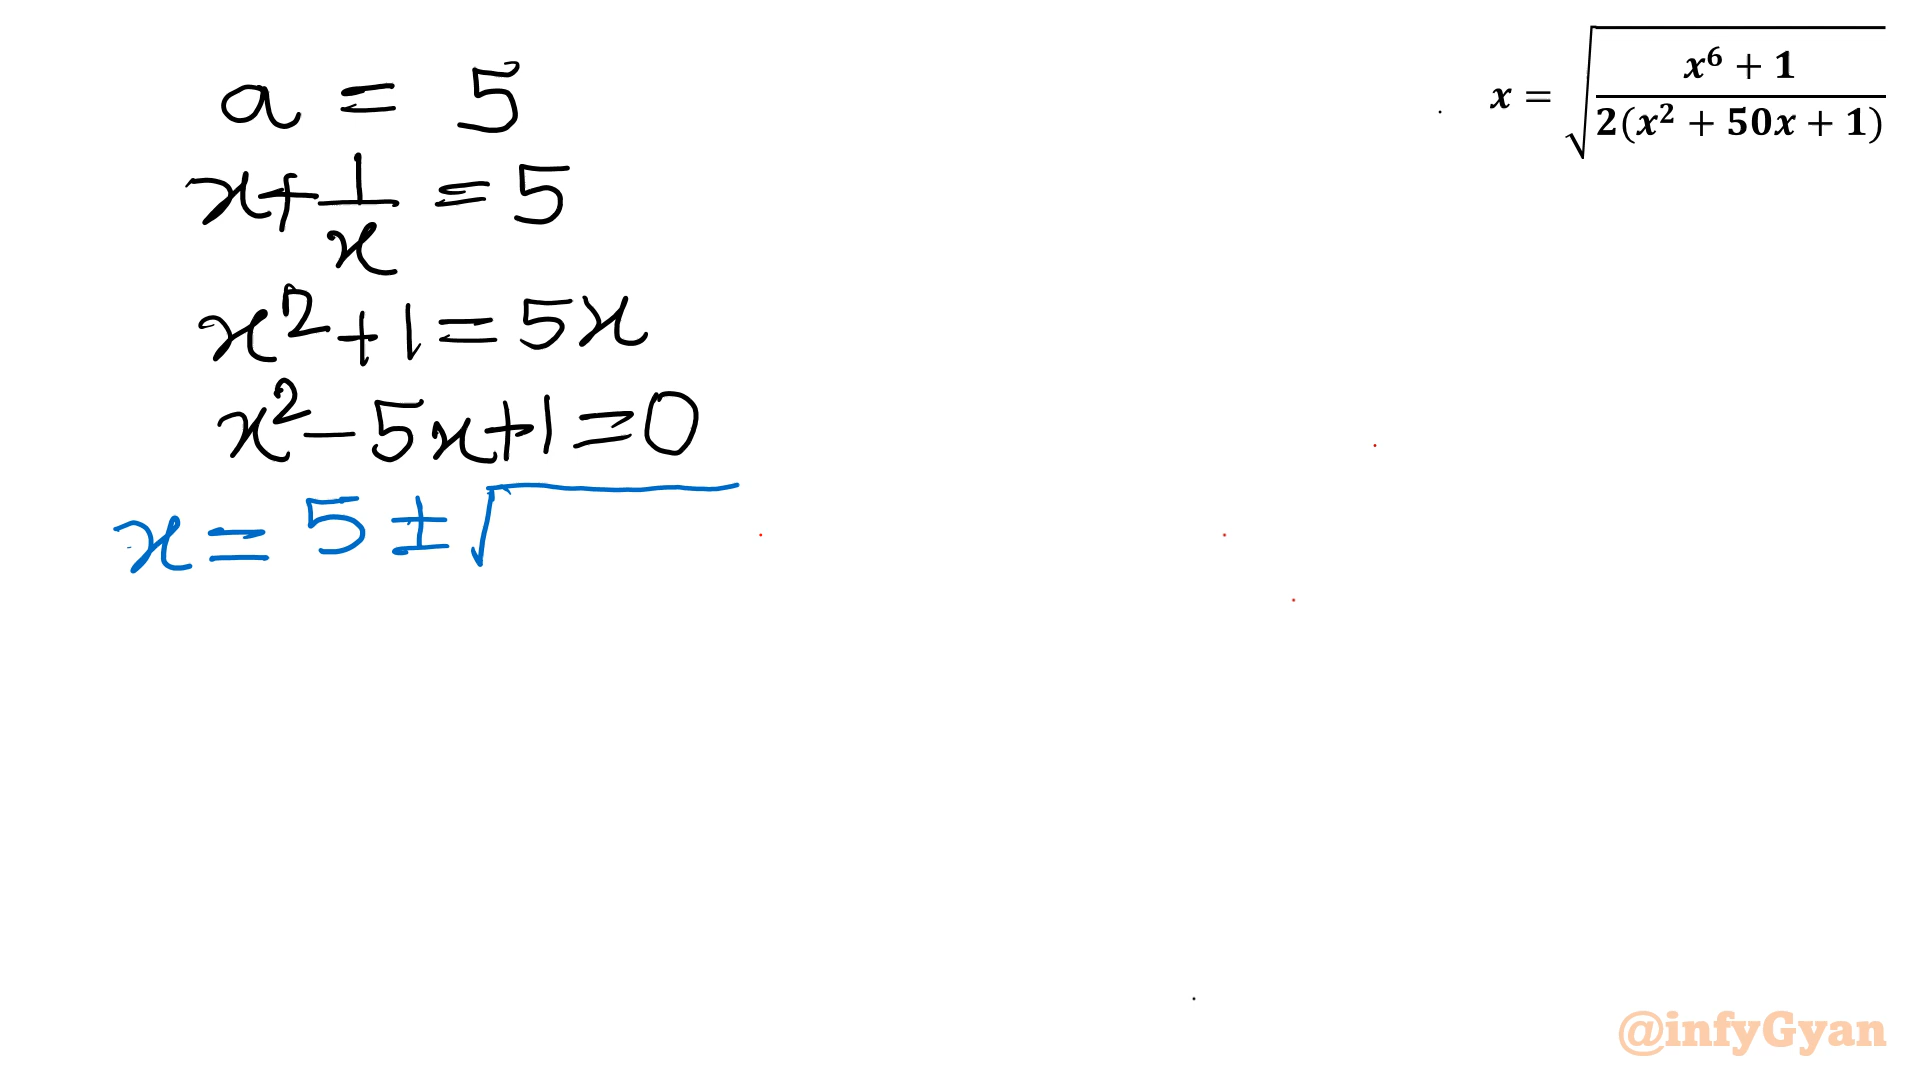 a = 5
x + 1/x = 5
x² + 1 = 5x
x² - 5x + 1 = 0
x = 5 ± √
x = √((x⁶ + 1)/(2(x² + 50x + 1)))
@infyGyan